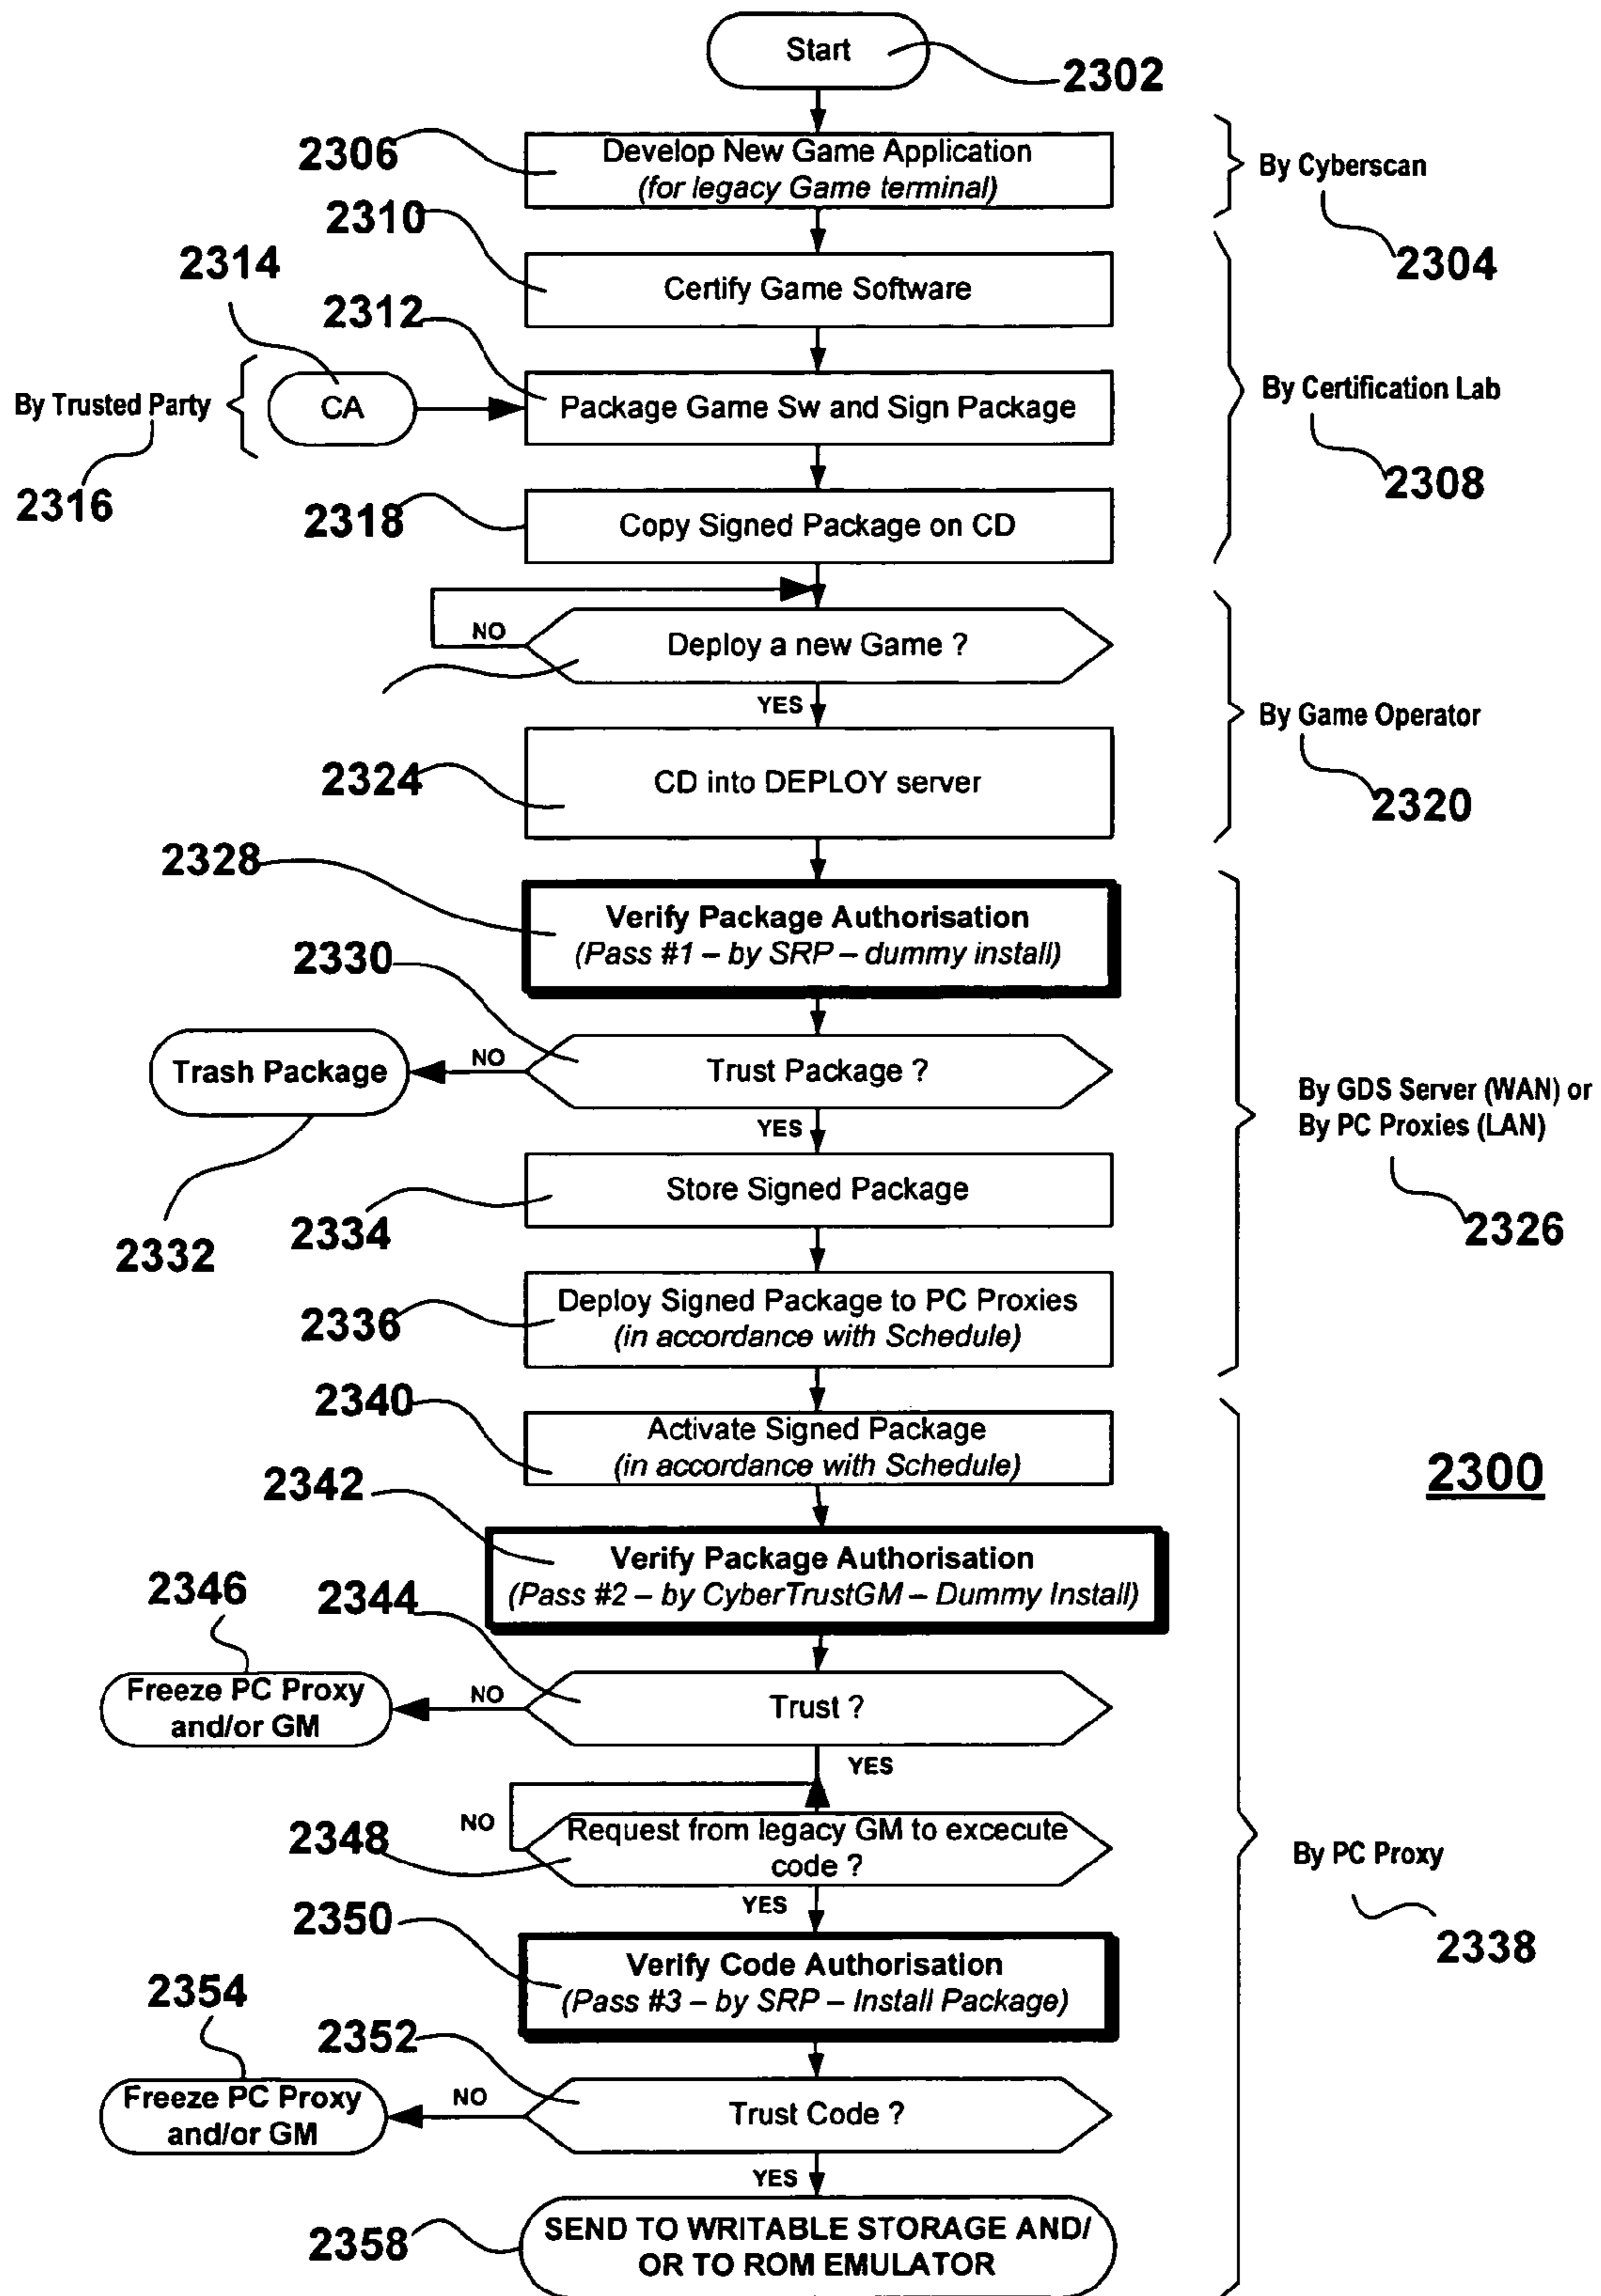 Start
2302
2306
Develop New Game Application
(for legacy Game terminal)
By Cyberscan
2304
2310
Certify Game Software
2314
2312
By Trusted Party
CA
Package Game Sw and Sign Package
By Certification Lab
2308
2316
2318
Copy Signed Package on CD
NO
Deploy a new Game ?
YES
By Game Operator
2320
2324
CD into DEPLOY server
2328
Verify Package Authorisation
(Pass #1 – by SRP – dummy install)
2330
Trash Package
NO
Trust Package ?
YES
By GDS Server (WAN) or
By PC Proxies (LAN)
2326
2332
2334
Store Signed Package
2336
Deploy Signed Package to PC Proxies
(in accordance with Schedule)
2340
Activate Signed Package
(in accordance with Schedule)
2300
2342
Verify Package Authorisation
(Pass #2 – by CyberTrustGM – Dummy Install)
2346
2344
Freeze PC Proxy
and/or GM
NO
Trust ?
YES
NO
2348
Request from legacy GM to excecute
code ?
YES
By PC Proxy
2338
2350
Verify Code Authorisation
(Pass #3 – by SRP – Install Package)
2354
2352
Freeze PC Proxy
and/or GM
NO
Trust Code ?
YES
2358
SEND TO WRITABLE STORAGE AND/
OR TO ROM EMULATOR